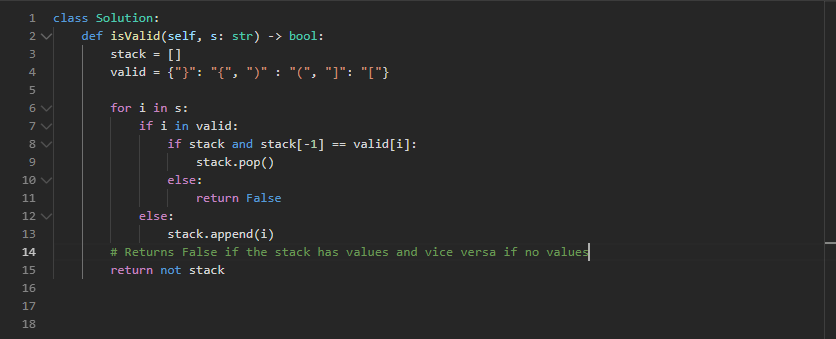 1 class Solution:
2     def isValid(self, s: str) -> bool:
3         stack = []
4         valid = {"}": "{", ")" : "(", "]": "["}
5
6         for i in s:
7             if i in valid:
8                 if stack and stack[-1] == valid[i]:
9                     stack.pop()
10                 else:
11                     return False
12             else:
13                 stack.append(i)
14         # Returns False if the stack has values and vice versa if no values
15         return not stack
16
17
18